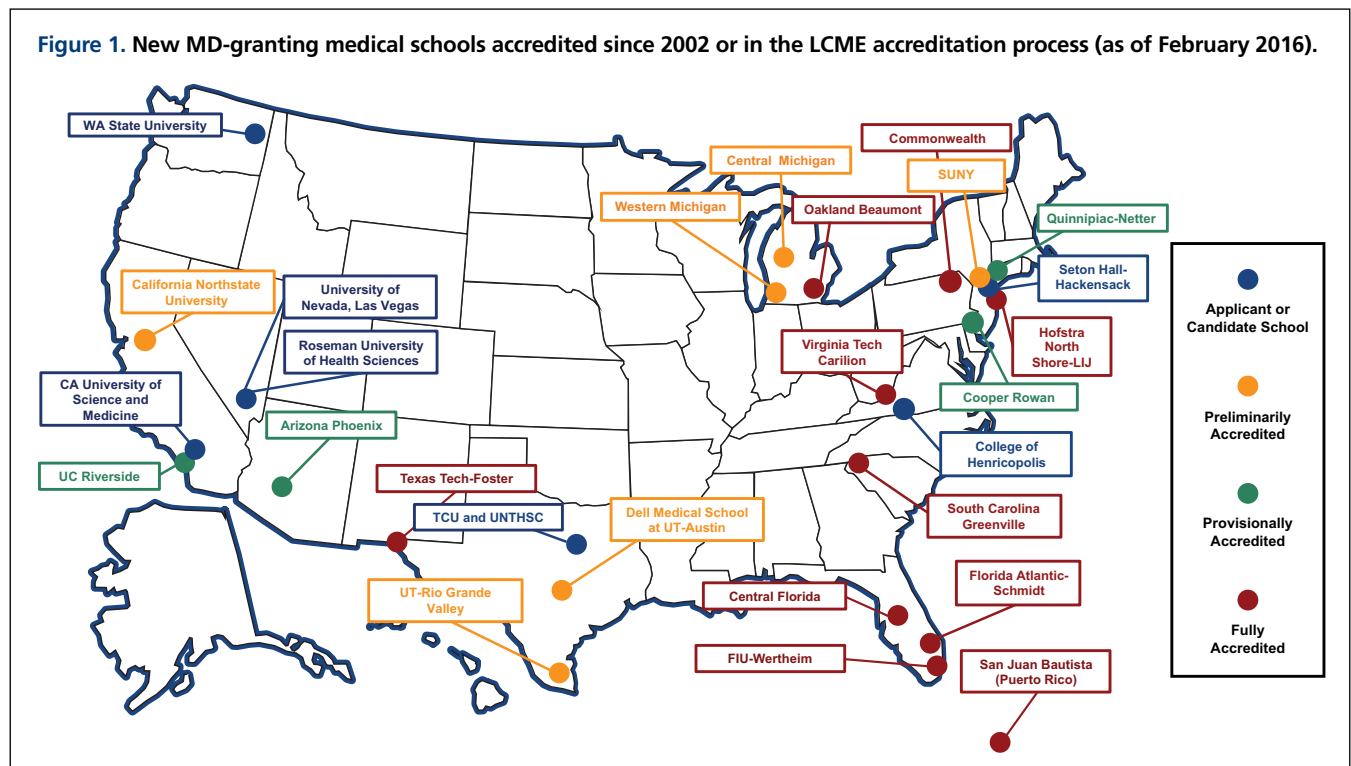 Figure 1. New MD-granting medical schools accredited since 2002 or in the LCME accreditation process (as of February 2016).
WA State University
Commonwealth
Central Michigan
SUNY
Western Michigan
Oakland Beaumont
Quinnipiac-Netter
Seton Hall-
Hackensack
California Northstate
University
University of
Nevada, Las Vegas
Roseman University
of Health Sciences
Virginia Tech
Carilion
Hofstra
North
Shore-LIJ
CA University of
Science and
Medicine
Cooper Rowan
Arizona Phoenix
College of
Henricopolis
UC Riverside
Texas Tech-Foster
TCU and UNTHSC
Dell Medical School
at UT-Austin
South Carolina
Greenville
UT-Rio Grande
Valley
Central Florida
Florida Atlantic-
Schmidt
FIU-Wertheim
San Juan Bautista
(Puerto Rico)
Applicant or
Candidate School
Preliminarily
Accredited
Provisionally
Accredited
Fully
Accredited